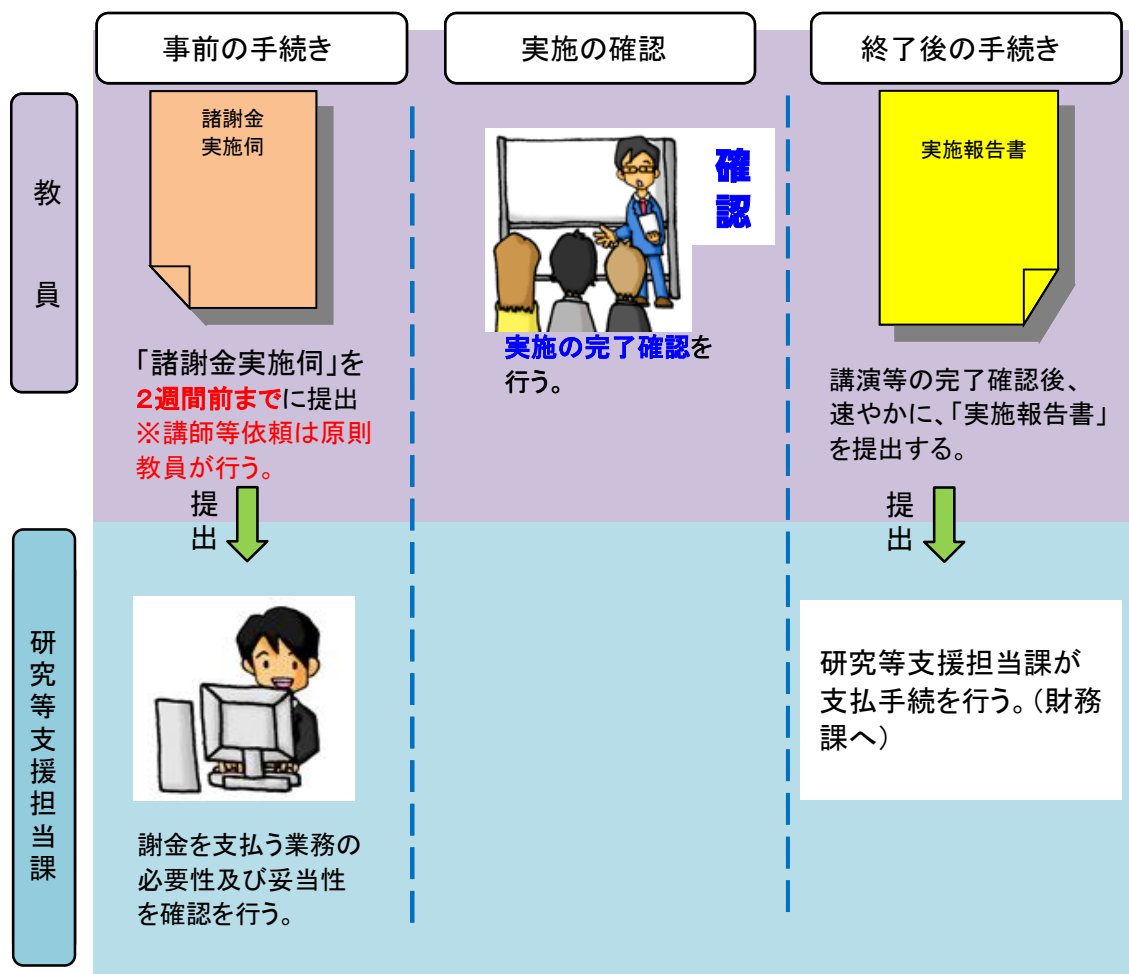 事前の手続き
実施の確認
終了後の手続き
教員
諸謝金
実施伺
「諸謝金実施伺」を
２週間前までに提出
※講師等依頼は原則
教員が行う。
提出
確認
実施の完了確認を
行う。
実施報告書
講演等の完了確認後、
速やかに、「実施報告書」
を提出する。
提出
研究等支援担当課
謝金を支払う業務の
必要性及び妥当性
を確認を行う。
研究等支援担当課が
支払手続を行う。（財務
課へ）